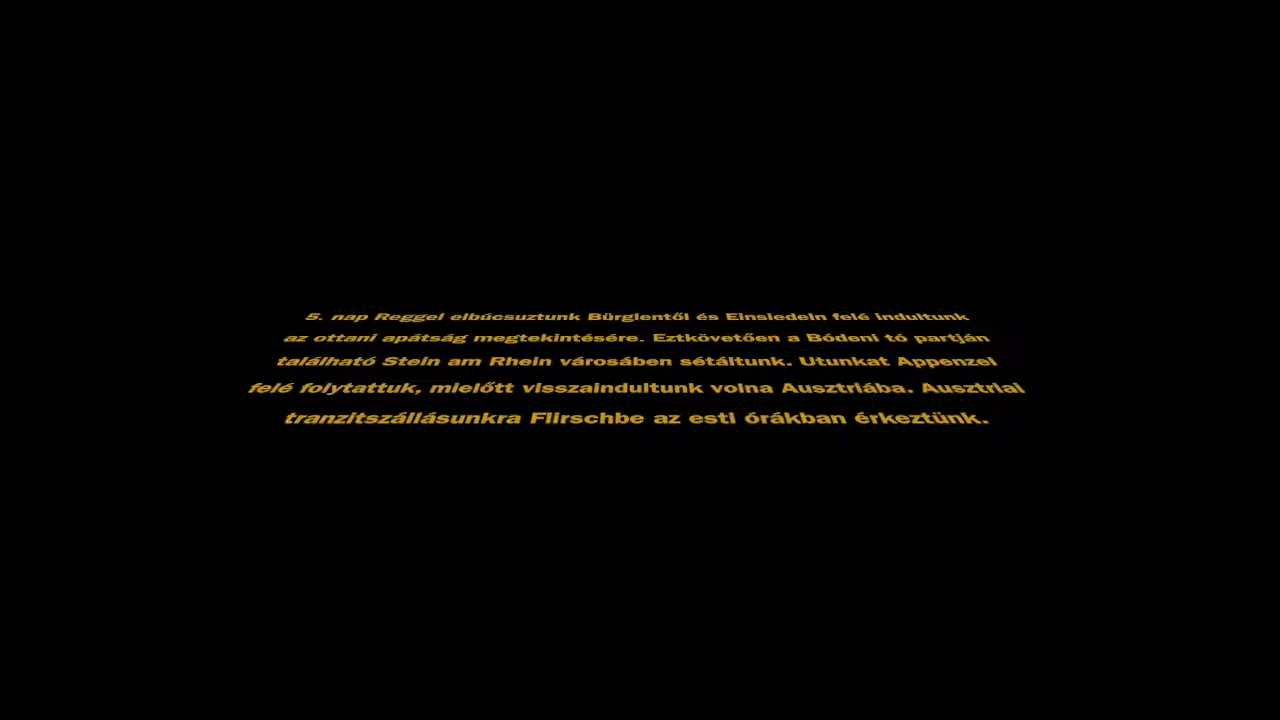 5. nap Reggel elbúcsuztunk Bürglentől és Einsiedeln felé indultunk
az ottani apátság megtekintésére. Eztkövetően a Bódeni tó partján
található Stein am Rhein városában sétáltunk. Utunkat Appenzel
felé folytattuk, mielőtt visszaindultunk volna Ausztriába. Ausztriai
tranzitszállásunkra Flirschbe az esti órákban érkeztünk.